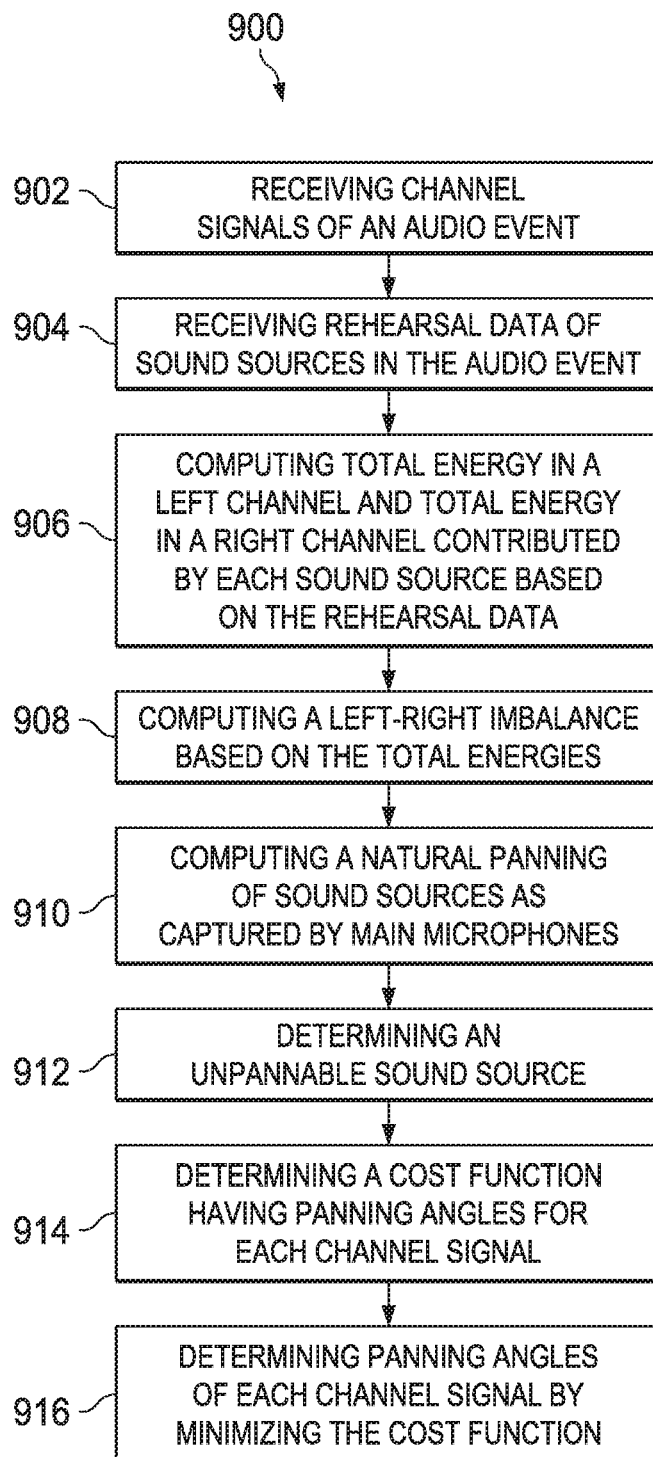 900
902
RECEIVING CHANNEL
SIGNALS OF AN AUDIO EVENT
904
RECEIVING REHEARSAL DATA OF
SOUND SOURCES IN THE AUDIO EVENT
906
COMPUTING TOTAL ENERGY IN A
LEFT CHANNEL AND TOTAL ENERGY
IN A RIGHT CHANNEL CONTRIBUTED
BY EACH SOUND SOURCE BASED
ON THE REHEARSAL DATA
908
COMPUTING A LEFT-RIGHT IMBALANCE
BASED ON THE TOTAL ENERGIES
910
COMPUTING A NATURAL PANNING
OF SOUND SOURCES AS
CAPTURED BY MAIN MICROPHONES
912
DETERMINING AN
UNPANNABLE SOUND SOURCE
914
DETERMINING A COST FUNCTION
HAVING PANNING ANGLES FOR
EACH CHANNEL SIGNAL
916
DETERMINING PANNING ANGLES
OF EACH CHANNEL SIGNAL BY
MINIMIZING THE COST FUNCTION